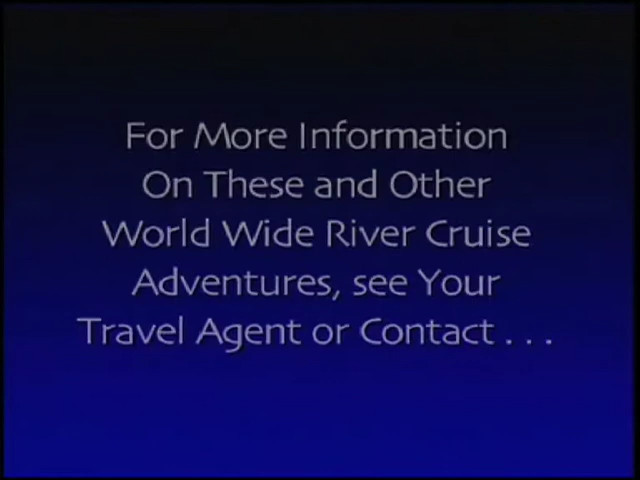 For More Information
On These and Other
World Wide River Cruise
Adventures, see Your
Travel Agent or Contact . . .